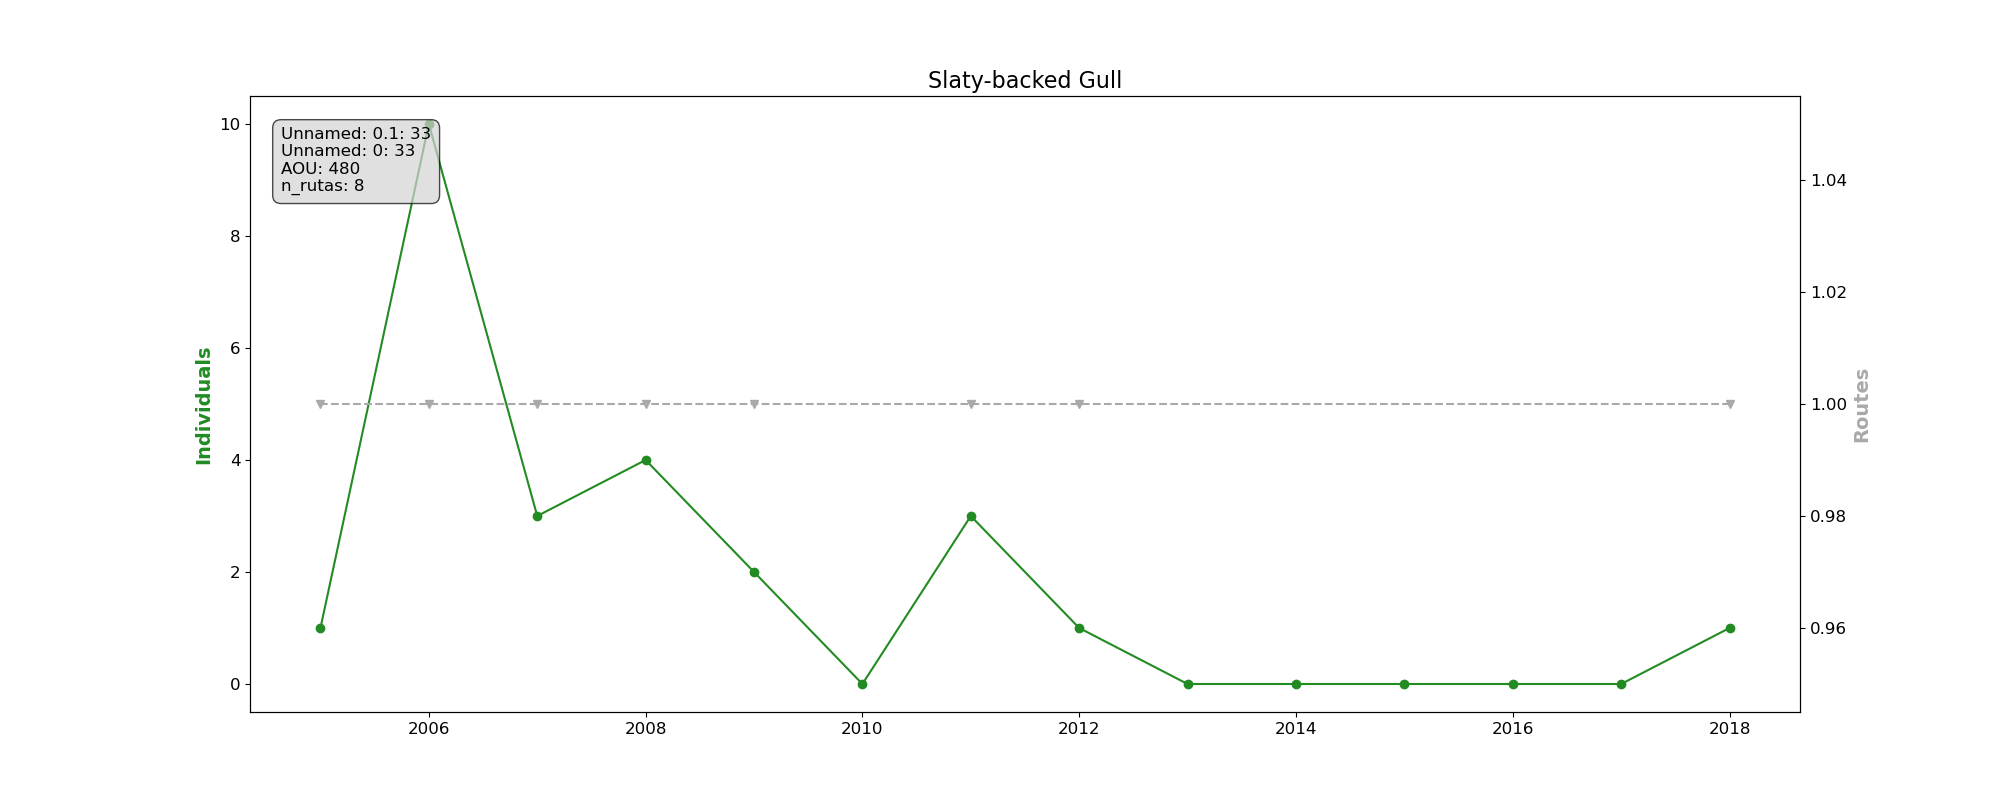 Slaty-backed Gull
Unnamed: 0.1: 33
Unnamed: 0: 33
AOU: 480
n_rutas: 8
10
8
6
4
2
0
Individuals
1.04
1.02
1.00
0.98
0.96
Routes
2006 2008 2010 2012 2014 2016 2018